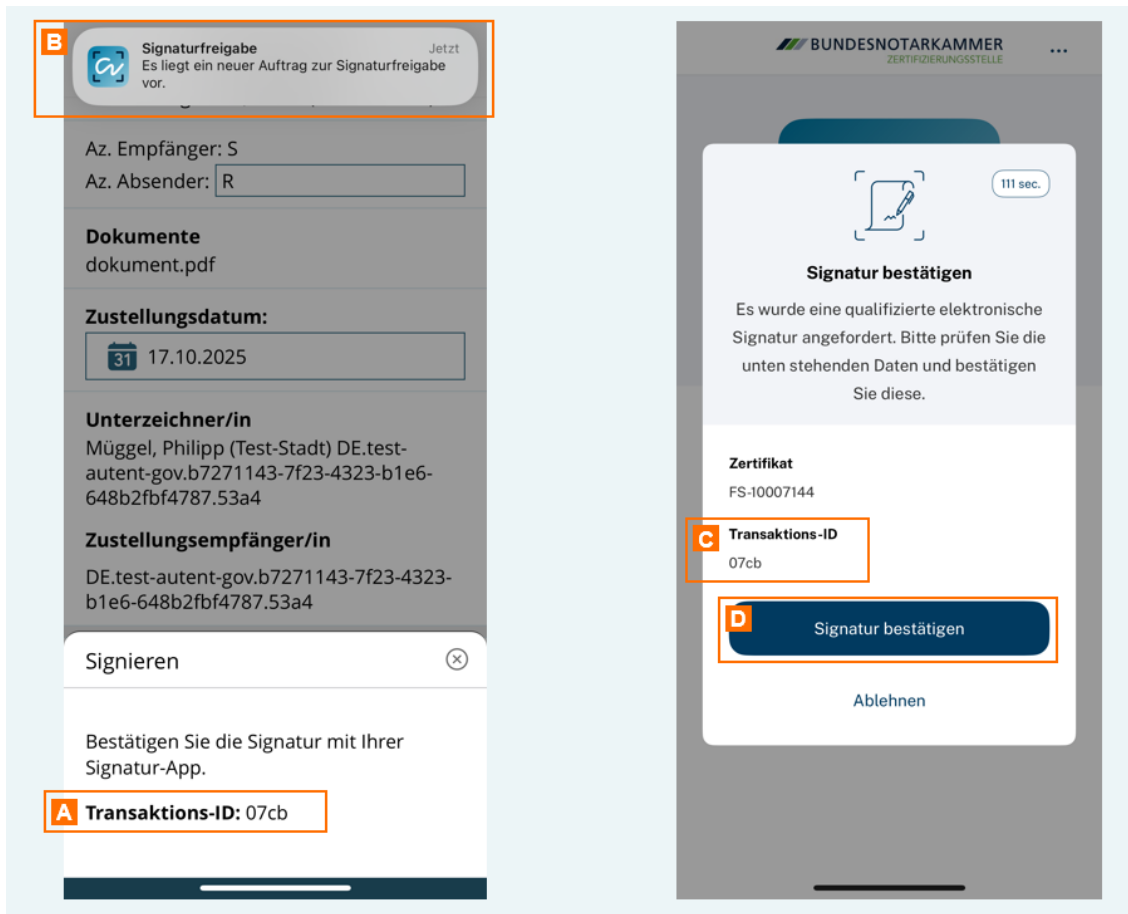 B
Signaturfreigabe
Jetzt
Es liegt ein neuer Auftrag zur Signaturfreigabe
vor.
Az. Empfänger: S
Az. Absender: R
Dokumente
dokument.pdf
Zustellungsdatum:
31 17.10.2025
Unterzeichner/in
Müggel, Philipp (Test-Stadt) DE.test-
autent-gov.b7271143-7f23-4323-b1e6-
648b2fbf4787.53a4
Zustellungsempfänger/in
DE.test-autent-gov.b7271143-7f23-4323-
b1e6-648b2fbf4787.53a4
Signieren
Bestätigen Sie die Signatur mit Ihrer
Signatur-App.
A Transaktions-ID: 07cb
BUNDESNOTARKAMMER
ZERTIFIZIERUNGSSTELLE
111 sec.
Signatur bestätigen
Es wurde eine qualifizierte elektronische
Signatur angefordert. Bitte prüfen Sie die
unten stehenden Daten und bestätigen
Sie diese.
Zertifikat
FS-10007144
C Transaktions-ID
07cb
D Signatur bestätigen
Ablehnen